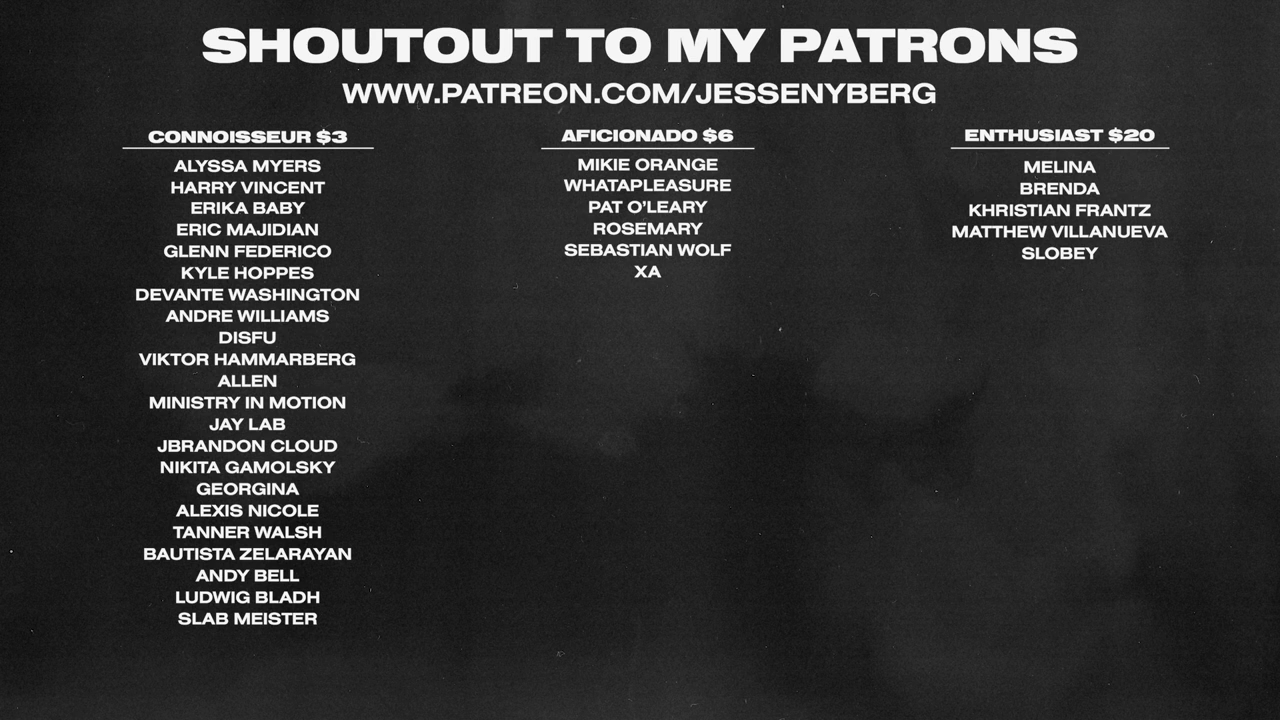 SHOUTOUT TO MY PATRONS
WWW.PATREON.COM/JESSENYBERG
CONNOISSEUR $3
ALYSSA MYERS
HARRY VINCENT
ERIKA BABY
ERIC MAJIDIAN
GLENN FEDERICO
KYLE HOPPES
DEVANTE WASHINGTON
ANDRE WILLIAMS
DISFU
VIKTOR HAMMARBERG
ALLEN
MINISTRY IN MOTION
JAY LAB
JBRANDON CLOUD
NIKITA GAMOLSKY
GEORGINA
ALEXIS NICOLE
TANNER WALSH
BAUTISTA ZELARAYAN
ANDY BELL
LUDWIG BLADH
SLAB MEISTER
AFICIONADO $6
MIKIE ORANGE
WHATAPLEASURE
PAT O'LEARY
ROSEMARY
SEBASTIAN WOLF
XA
ENTHUSIAST $20
MELINA
BRENDA
KHRISTIAN FRANTZ
MATTHEW VILLANUEVA
SLOBEY